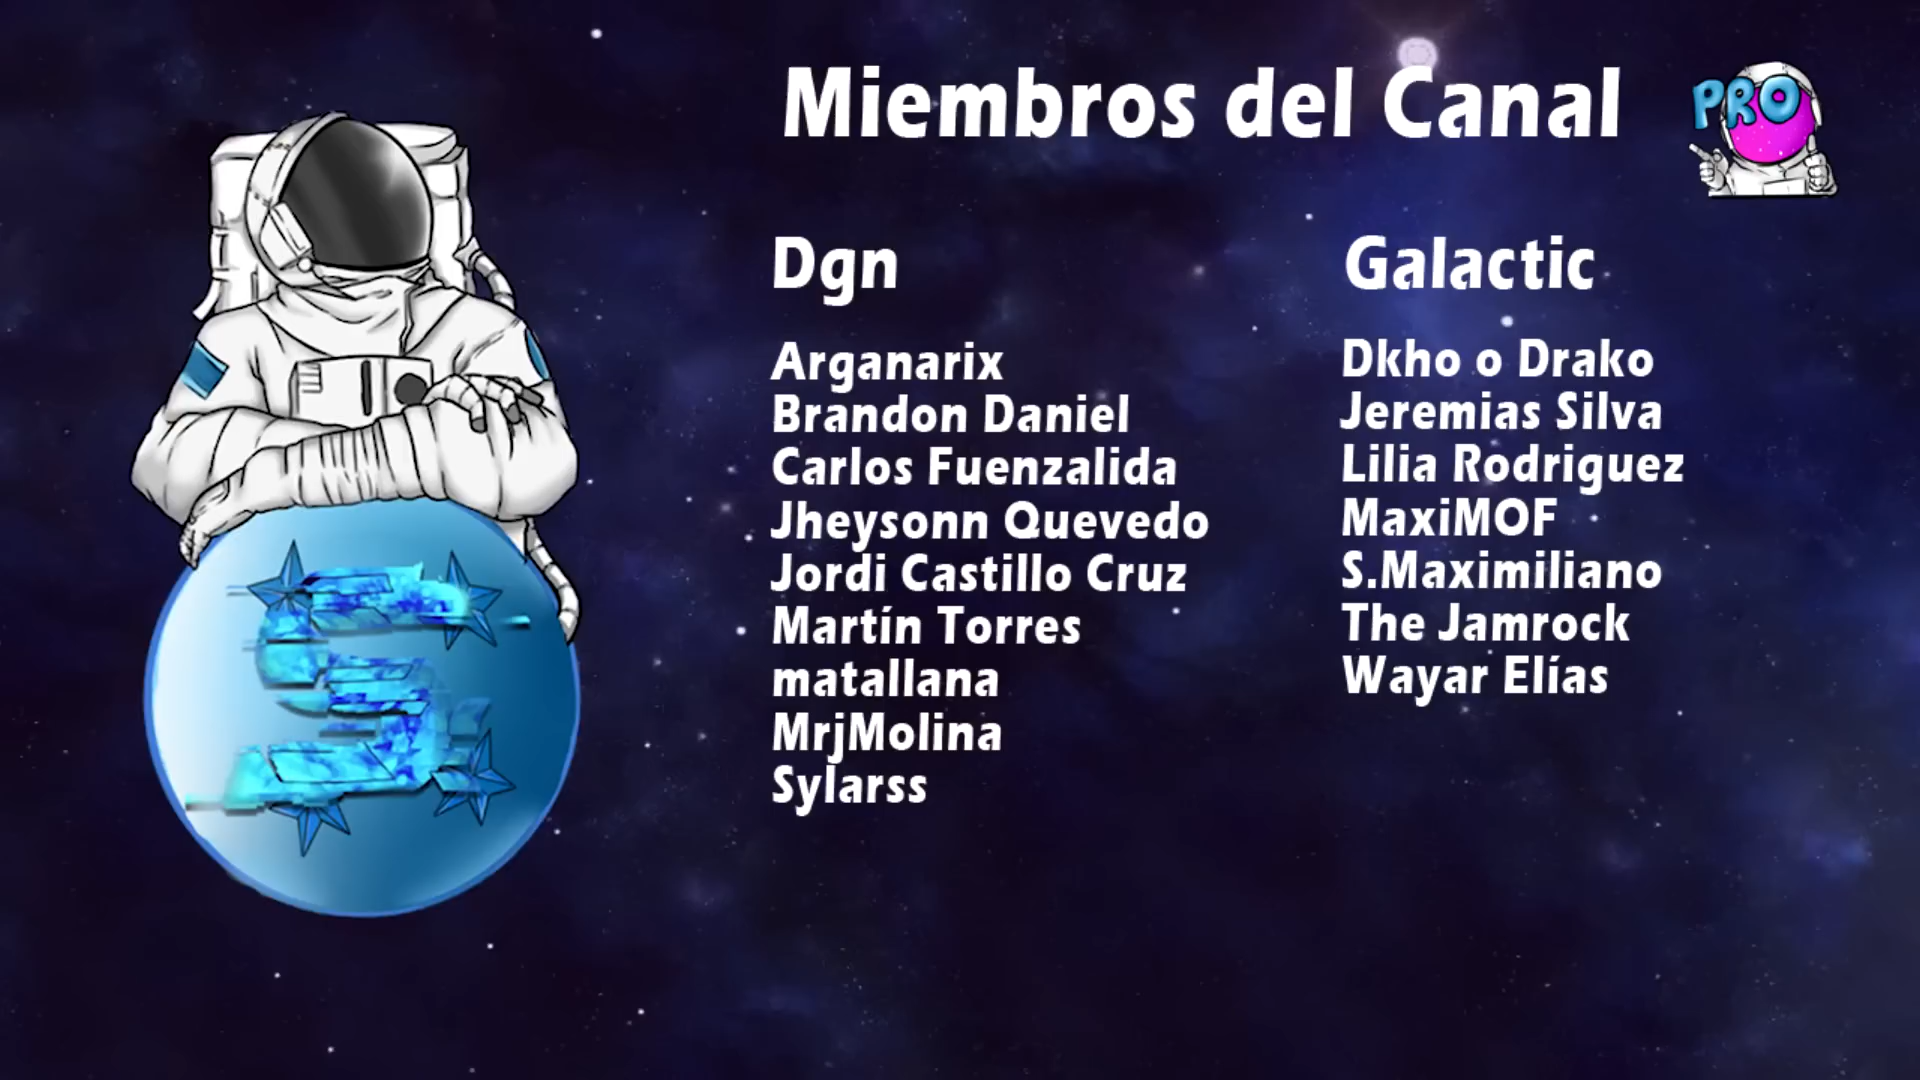 Miembros del Canal
PRO
Dgn
Arganarix
Brandon Daniel
Carlos Fuenzalida
Jheysonn Quevedo
Jordi Castillo Cruz
Martín Torres
matallana
MrjMolina
Sylarss
Galactic
Dkho o Drako
Jeremias Silva
Lilia Rodriguez
MaxiMOF
S.Maximiliano
The Jamrock
Wayar Elías
S